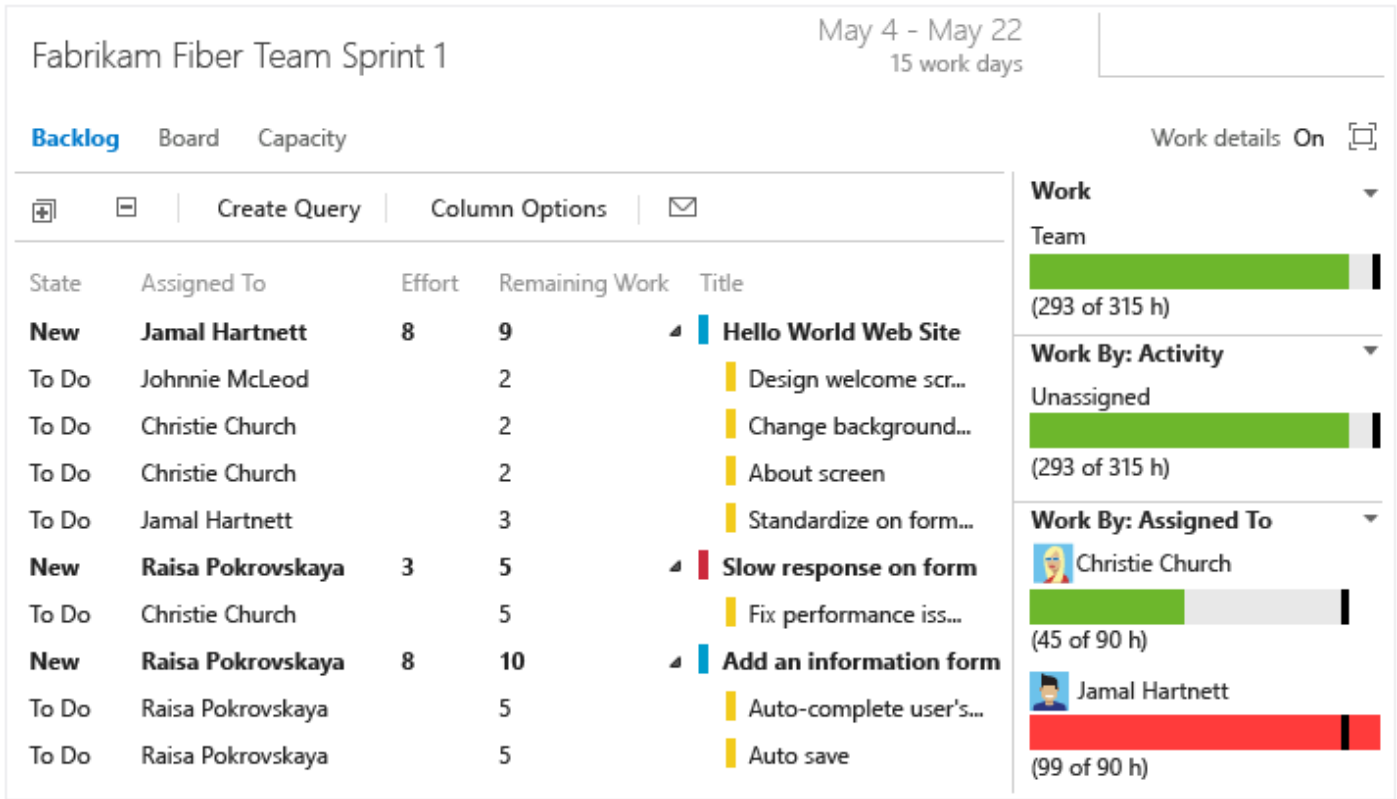 Fabrikam Fiber Team Sprint 1
May 4 - May 22
15 work days
Backlog Board Capacity
Work details On
Create Query Column Options
State Assigned To Effort Remaining Work Title
New Jamal Hartnett 8 9 Hello World Web Site
To Do Johnnie McLeod 2 Design welcome scr...
To Do Christie Church 2 Change background...
To Do Christie Church 2 About screen
To Do Jamal Hartnett 3 Standardize on form...
New Raisa Pokrovskaya 3 5 Slow response on form
To Do Christie Church 5 Fix performance iss...
New Raisa Pokrovskaya 8 10 Add an information form
To Do Raisa Pokrovskaya 5 Auto-complete user's...
To Do Raisa Pokrovskaya 5 Auto save
Work
Team
(293 of 315 h)
Work By: Activity
Unassigned
(293 of 315 h)
Work By: Assigned To
Christie Church
(45 of 90 h)
Jamal Hartnett
(99 of 90 h)